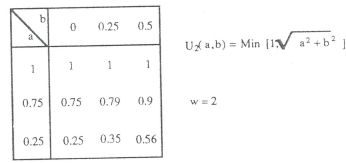 b
a
0 0.25 0.5
1 1 1 1
0.75 0.75 0.79 0.9
0.25 0.25 0.35 0.56
U₂(a,b) = Min [1,√a² + b² ]
w = 2